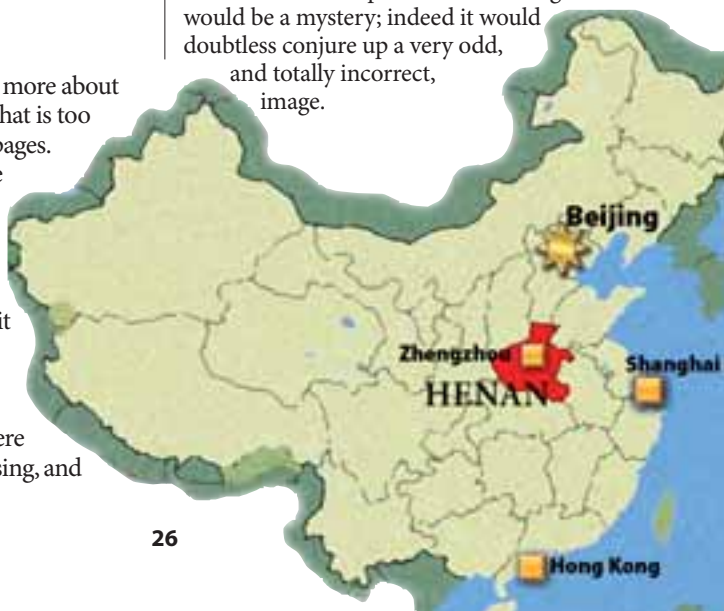 would be a mystery; indeed it would
doubtless conjure up a very odd,
and totally incorrect,
image.
more about
hat is too
pages.
it
ere
sing, and
26
Beijing
Zhengzhou
HENAN
Shanghai
Hong Kong